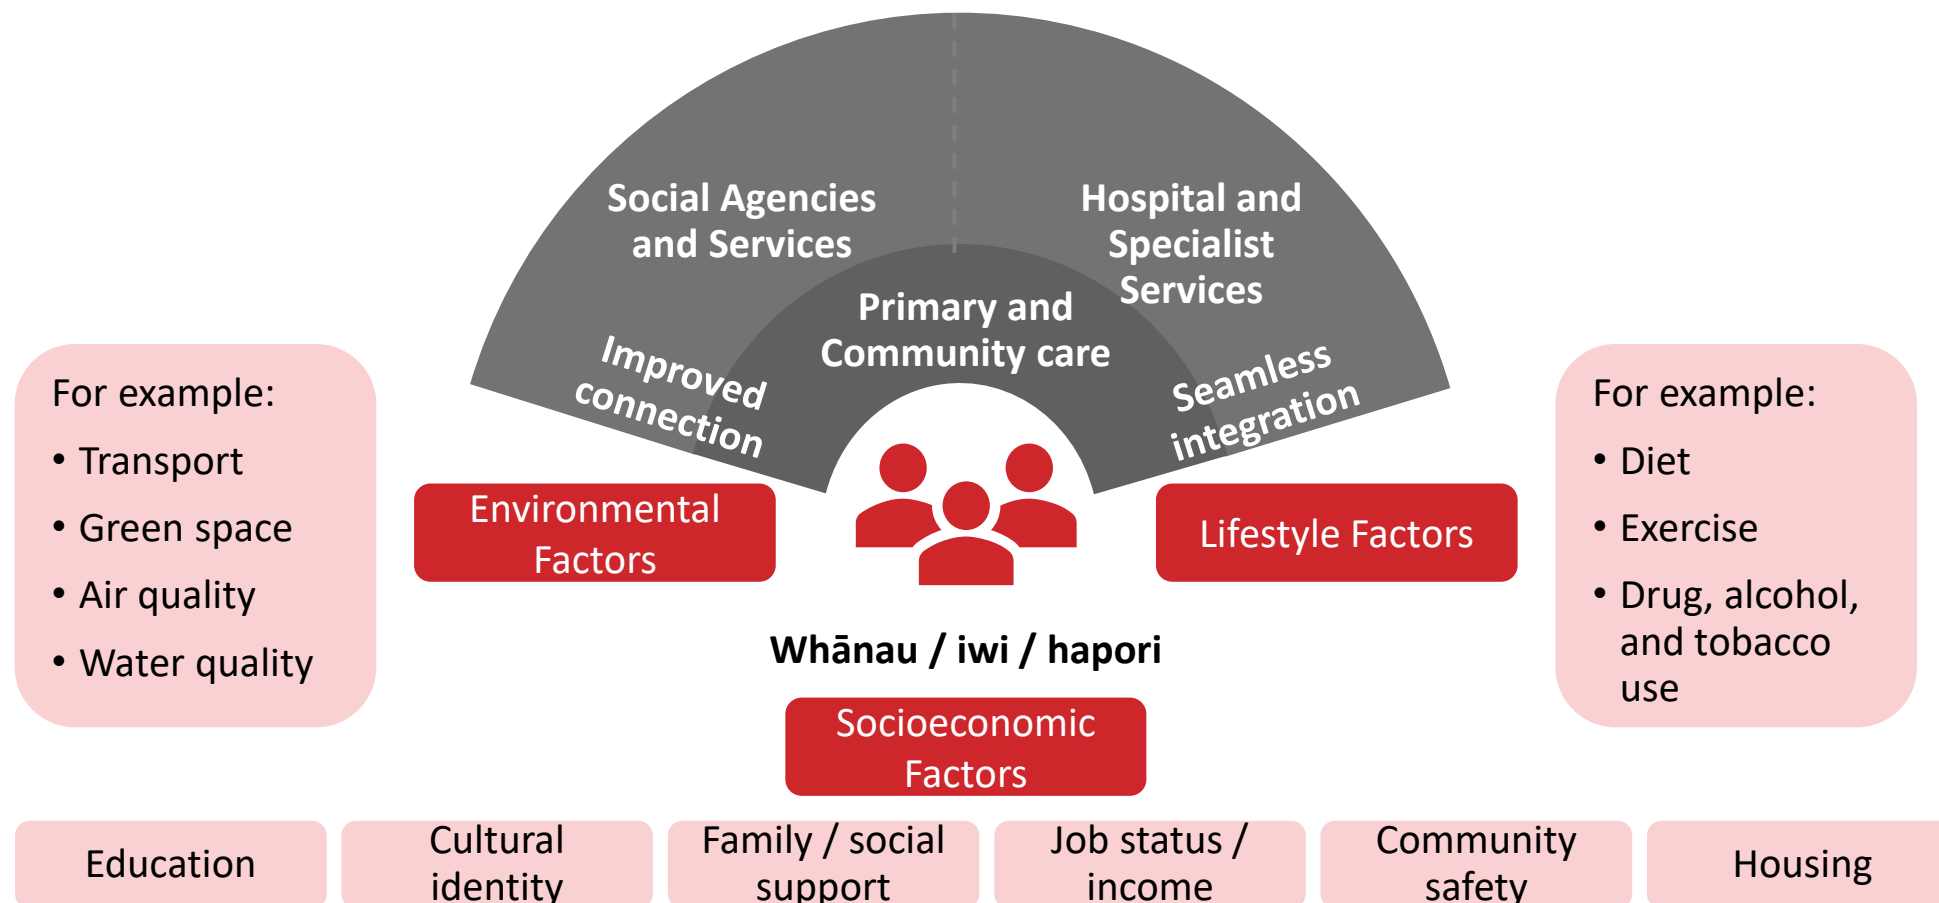 Social Agencies
and Services
Hospital and
Specialist
Services
Primary and
Community care
Improved
connection
Seamless
integration
For example:
• Transport
• Green space
• Air quality
• Water quality
Environmental
Factors
Lifestyle Factors
For example:
• Diet
• Exercise
• Drug, alcohol,
and tobacco
use
Whānau / iwi / hapori
Socioeconomic
Factors
Education
Cultural
identity
Family / social
support
Job status /
income
Community
safety
Housing